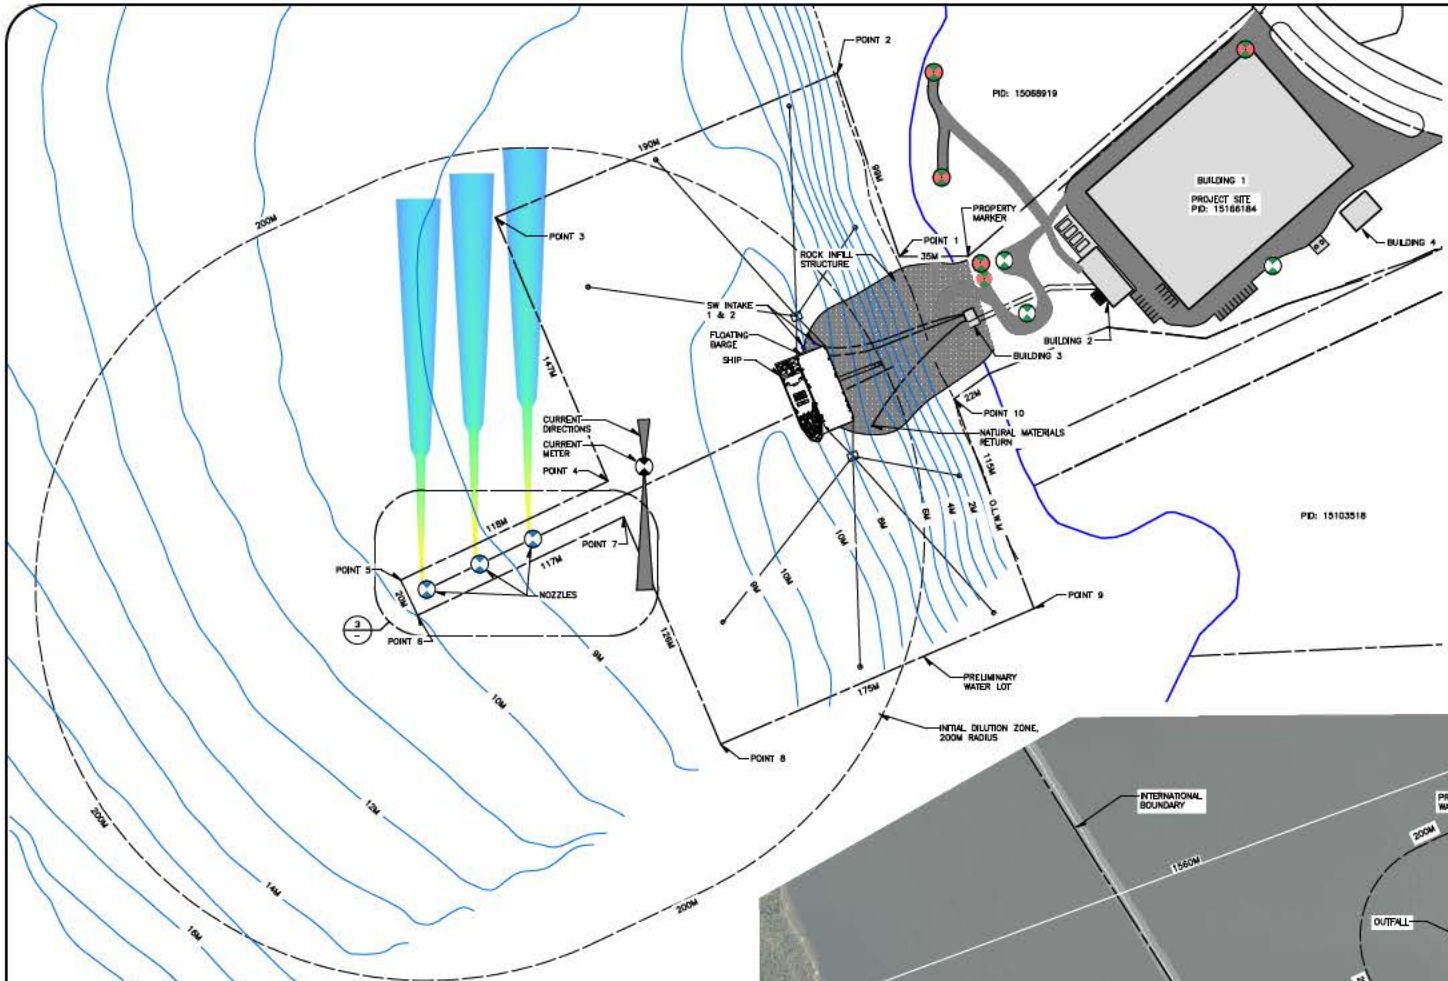 POINT 2
PID: 15068919
190M
99M
BUILDING 1
PROJECT SITE
PID: 15166184
200M
PROPERTY
MARKER
POINT 3
POINT 1
35M
BUILDING 4
ROCK INFILL
STRUCTURE
SW INTAKE
1 & 2
FLOATING
BARGE
SHIP
BUILDING 2
BUILDING 3
147M
22M
POINT 10
CURRENT
DIRECTIONS
CURRENT
METER
NATURAL MATERIALS
RETURN
POINT 4
115M
O.L.W.M
2M
4M
6M
8M
10M
10M
9M
PID: 15103518
118M
POINT 7
117M
POINT 5
20M
NOZZLES
3
-
POINT 6
POINT 9
126M
9M
10M
PRELIMINARY
WATER LOT
175M
INITIAL DILUTION ZONE,
200M RADIUS
POINT 8
12M
200M
14M
16M
200M
INTERNATIONAL
BOUNDARY
1560M
200M
OUTFALL